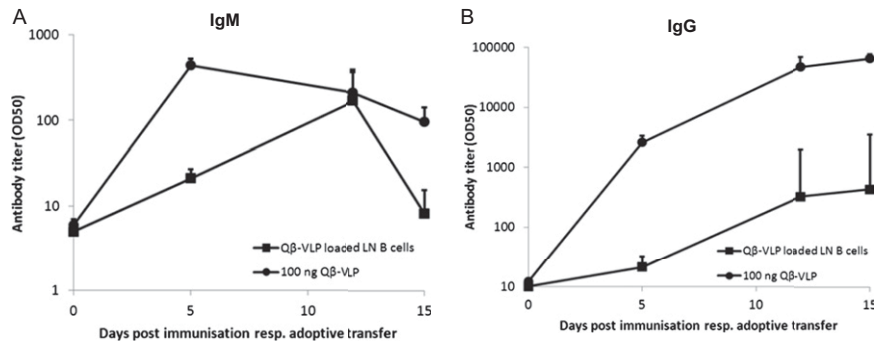 A
IgM
1000
100
10
1
0
5
10
15
Antibody titer (OD50)
Qβ-VLP loaced LN B cells
100 ng Qβ-VLP
Days post immunisation resp. adoptive transfer
B
IgG
100000
10000
1000
100
10
0
5
10
15
Antibody titer (OD50)
Qβ-VLP loaded LN B cells
100 ng Qβ-VLP
Days post immunisation resp. adoptive transfer